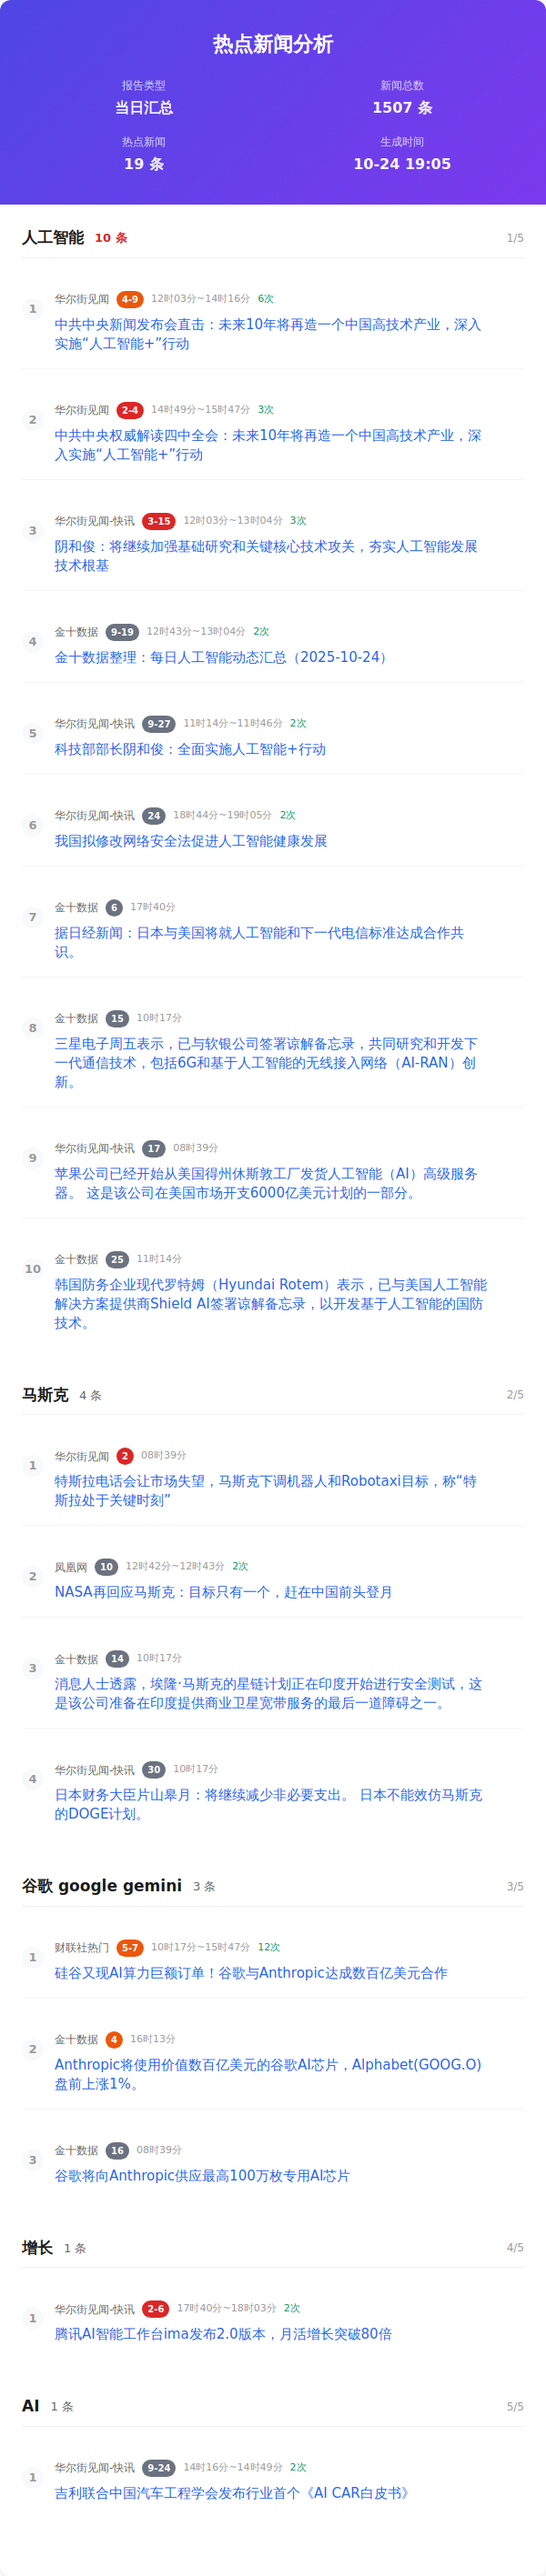 热点新闻分析
报告类型
当日汇总
新闻总数
1507 条
热点新闻
19 条
生成时间
10-24 19:05
人工智能 10 条 1/5
1
华尔街见闻 4-9 12时03分~14时16分 6次
中共中央新闻发布会直击：未来10年将再造一个中国高技术产业，深入
实施“人工智能+”行动
2
华尔街见闻 2-4 14时49分~15时47分 3次
中共中央权威解读四中全会：未来10年将再造一个中国高技术产业，深
入实施“人工智能+”行动
3
华尔街见闻-快讯 3-15 12时03分~13时04分 3次
阴和俊：将继续加强基础研究和关键核心技术攻关，夯实人工智能发展
技术根基
4
金十数据 9-19 12时43分~13时04分 2次
金十数据整理：每日人工智能动态汇总（2025-10-24）
5
华尔街见闻-快讯 9-27 11时14分~11时46分 2次
科技部部长阴和俊：全面实施人工智能+行动
6
华尔街见闻-快讯 24 18时44分~19时05分 2次
我国拟修改网络安全法促进人工智能健康发展
7
金十数据 6 17时40分
据日经新闻：日本与美国将就人工智能和下一代电信标准达成合作共
识。
8
金十数据 15 10时17分
三星电子周五表示，已与软银公司签署谅解备忘录，共同研究和开发下
一代通信技术，包括6G和基于人工智能的无线接入网络（AI-RAN）创
新。
9
华尔街见闻-快讯 17 08时39分
苹果公司已经开始从美国得州休斯敦工厂发货人工智能（AI）高级服务
器。 这是该公司在美国市场开支6000亿美元计划的一部分。
10
金十数据 25 11时14分
韩国防务企业现代罗特姆（Hyundai Rotem）表示，已与美国人工智能
解决方案提供商Shield AI签署谅解备忘录，以开发基于人工智能的国防
技术。
马斯克 4 条 2/5
1
华尔街见闻 2 08时39分
特斯拉电话会让市场失望，马斯克下调机器人和Robotaxi目标，称“特
斯拉处于关键时刻”
2
凤凰网 10 12时42分~12时43分 2次
NASA再回应马斯克：目标只有一个，赶在中国前头登月
3
金十数据 14 10时17分
消息人士透露，埃隆·马斯克的星链计划正在印度开始进行安全测试，这
是该公司准备在印度提供商业卫星宽带服务的最后一道障碍之一。
4
华尔街见闻-快讯 30 10时17分
日本财务大臣片山皋月：将继续减少非必要支出。 日本不能效仿马斯克
的DOGE计划。
谷歌 google gemini 3 条 3/5
1
财联社热门 5-7 10时17分~15时47分 12次
硅谷又现AI算力巨额订单！谷歌与Anthropic达成数百亿美元合作
2
金十数据 4 16时13分
Anthropic将使用价值数百亿美元的谷歌AI芯片，Alphabet(GOOG.O)
盘前上涨1%。
3
金十数据 16 08时39分
谷歌将向Anthropic供应最高100万枚专用AI芯片
增长 1 条 4/5
1
华尔街见闻-快讯 2-6 17时40分~18时03分 2次
腾讯AI智能工作台ima发布2.0版本，月活增长突破80倍
AI 1 条 5/5
1
华尔街见闻-快讯 9-24 14时16分~14时49分 2次
吉利联合中国汽车工程学会发布行业首个《AI CAR白皮书》